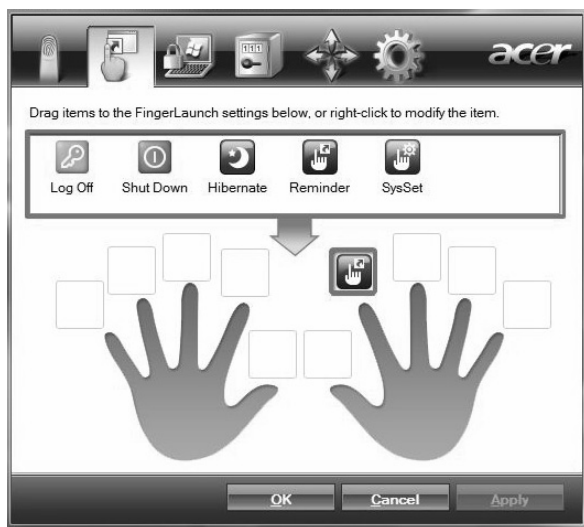 acer
Drag items to the FingerLaunch settings below, or right-click to modify the item.
Log Off Shut Down Hibernate Reminder SysSet
OK Cancel Apply